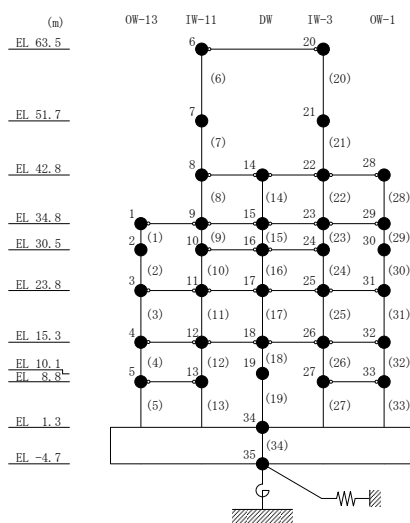 (m) OW-13 IW-11 DW IW-3 OW-1
EL 63.5 6 20
(6) (20)
EL 51.7 7 21
(7) (21)
EL 42.8 8 14 22 28
(8) (14) (22) (28)
EL 34.8 1 9 15 23 29
(1) (9) (15) (23) (29)
EL 30.5 2 10 16 24 30
(2) (10) (16) (24) (30)
EL 23.8 3 11 17 25 31
(3) (11) (17) (25) (31)
EL 15.3 4 12 18 26 32
(4) (12) (18) (26) (32)
EL 10.1 19
EL 8.8 5 13 27 33
(5) (13) (19) (27) (33)
EL 1.3 34
(34)
EL -4.7 35